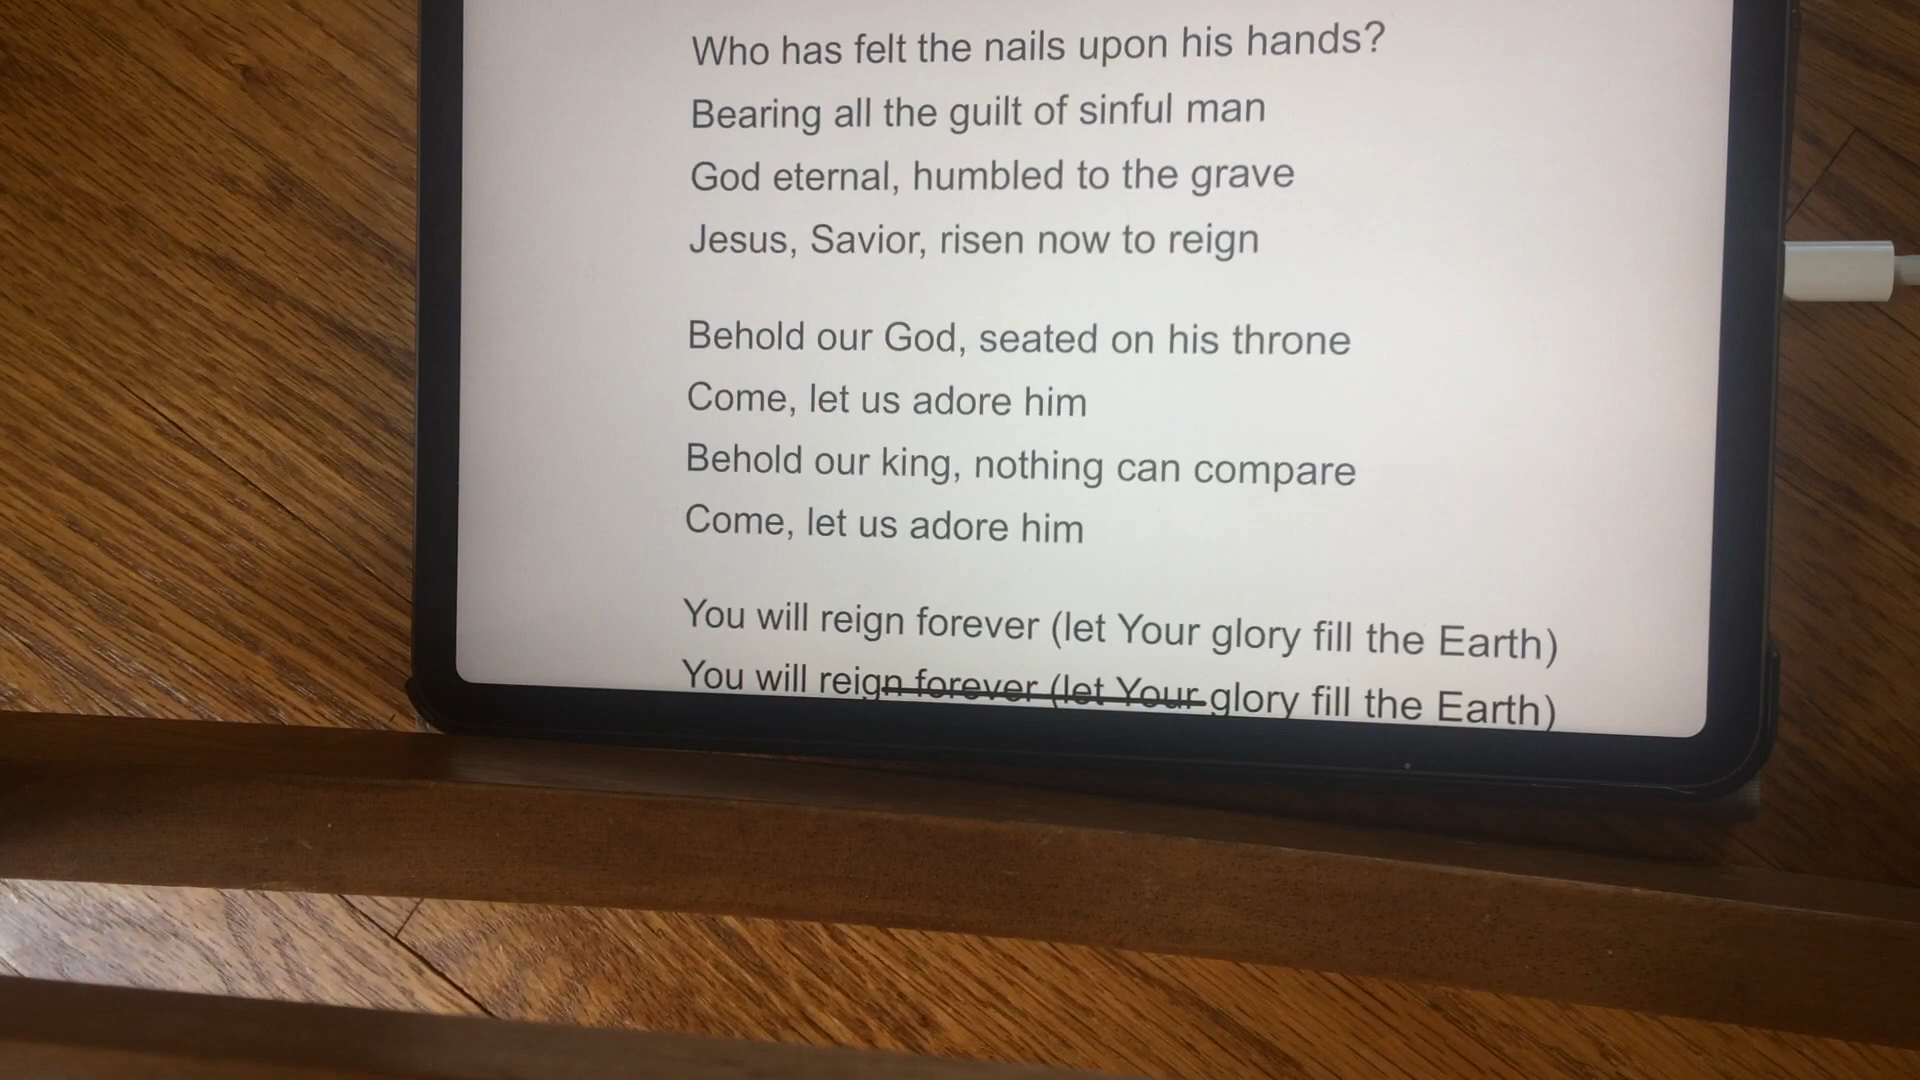 Who has felt the nails upon his hands?
Bearing all the guilt of sinful man
God eternal, humbled to the grave
Jesus, Savior, risen now to reign
Behold our God, seated on his throne
Come, let us adore him
Behold our king, nothing can compare
Come, let us adore him
You will reign forever (let Your glory fill the Earth)
You will reign forever (let Your glory fill the Earth)